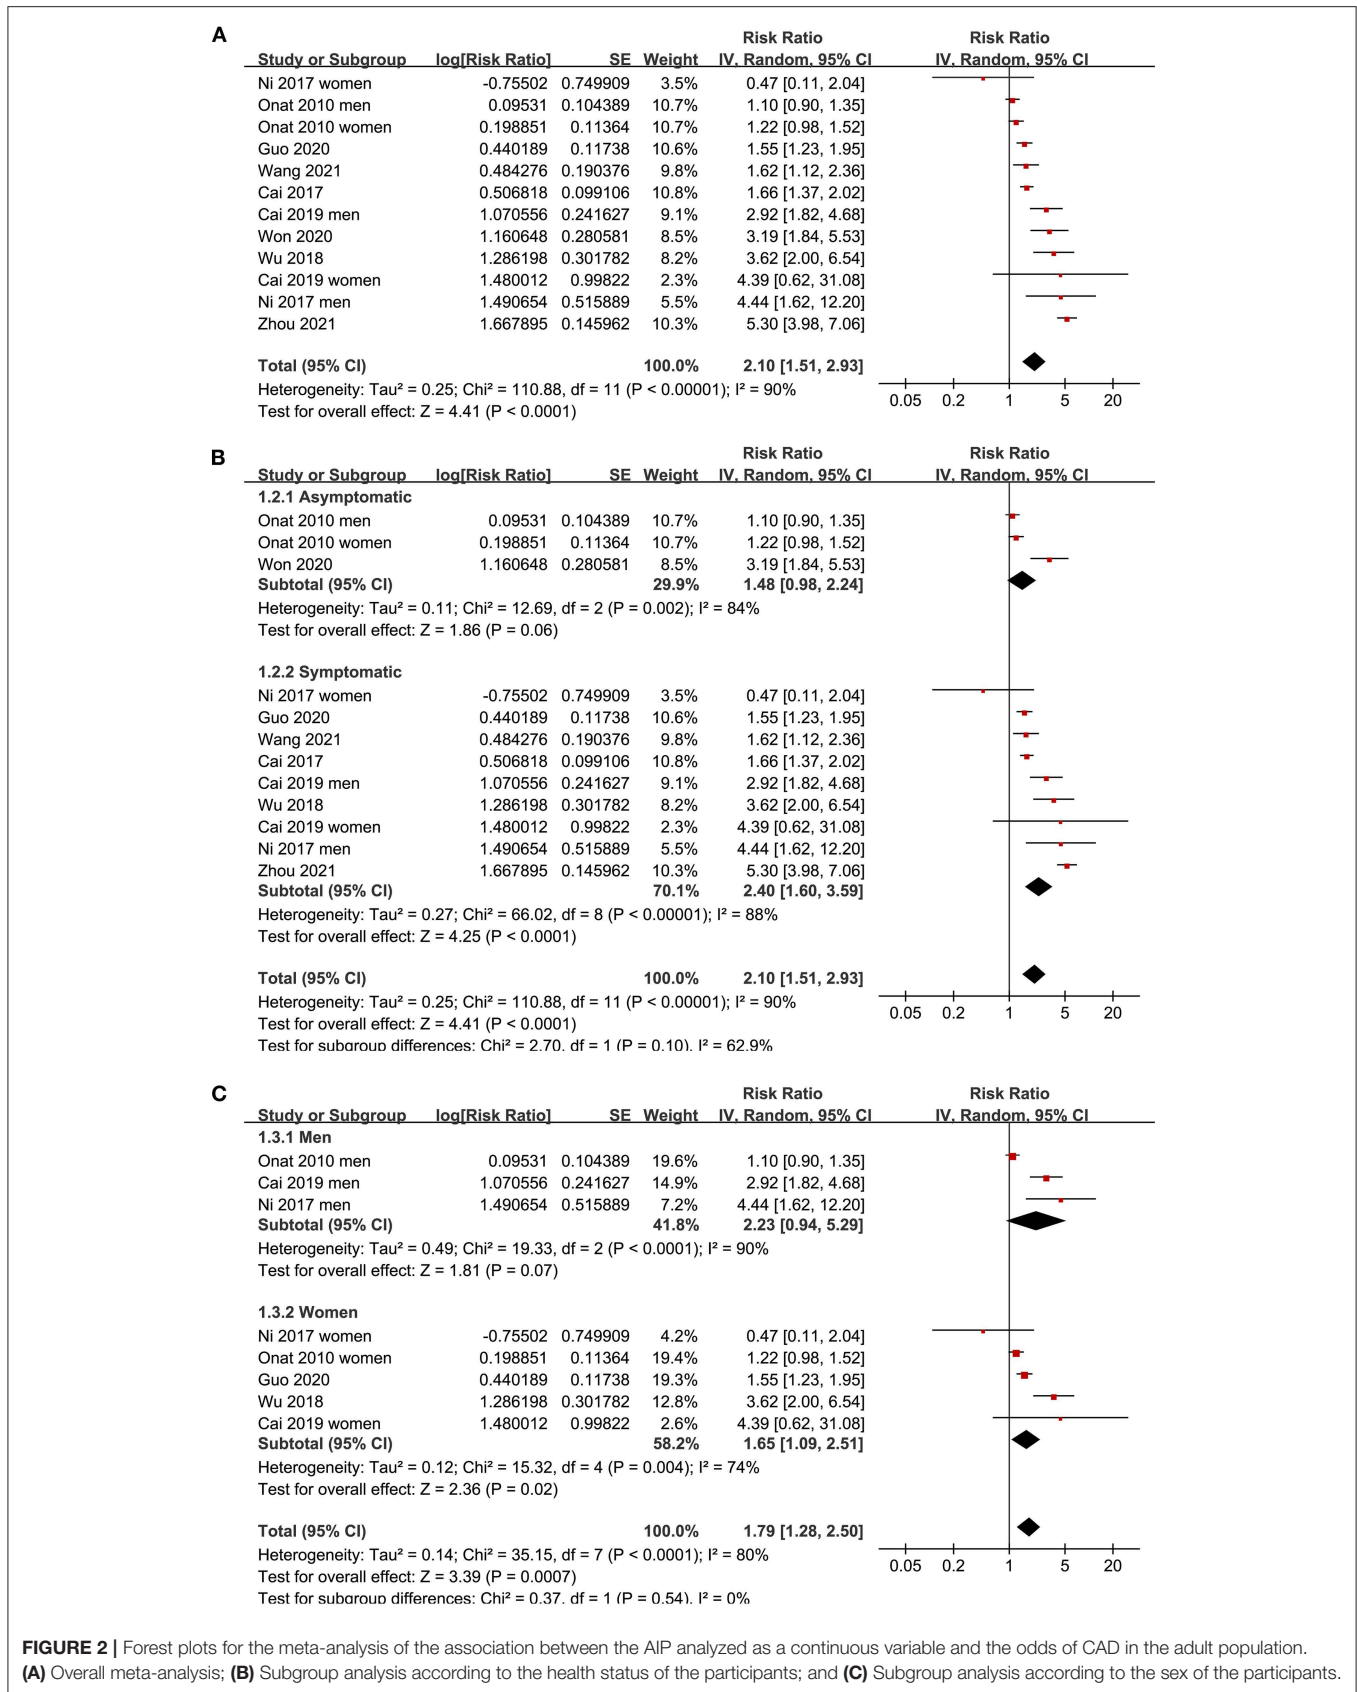 A
Risk Ratio Risk Ratio
Study or Subgroup log[Risk Ratio] SE Weight IV, Random, 95% CI IV, Random, 95% CI
Ni 2017 women -0.75502 0.749909 3.5% 0.47 [0.11, 2.04]
Onat 2010 men 0.09531 0.104389 10.7% 1.10 [0.90, 1.35]
Onat 2010 women 0.198851 0.11364 10.7% 1.22 [0.98, 1.52]
Guo 2020 0.440189 0.11738 10.6% 1.55 [1.23, 1.95]
Wang 2021 0.484276 0.190376 9.8% 1.62 [1.12, 2.36]
Cai 2017 0.506818 0.099106 10.8% 1.66 [1.37, 2.02]
Cai 2019 men 1.070556 0.241627 9.1% 2.92 [1.82, 4.68]
Won 2020 1.160648 0.280581 8.5% 3.19 [1.84, 5.53]
Wu 2018 1.286198 0.301782 8.2% 3.62 [2.00, 6.54]
Cai 2019 women 1.480012 0.99822 2.3% 4.39 [0.62, 31.08]
Ni 2017 men 1.490654 0.515889 5.5% 4.44 [1.62, 12.20]
Zhou 2021 1.667895 0.145962 10.3% 5.30 [3.98, 7.06]
Total (95% CI) 100.0% 2.10 [1.51, 2.93]
Heterogeneity: Tau² = 0.25; Chi² = 110.88, df = 11 (P < 0.00001); I² = 90%
Test for overall effect: Z = 4.41 (P < 0.0001)
0.05 0.2 1 5 20
B
Risk Ratio Risk Ratio
Study or Subgroup log[Risk Ratio] SE Weight IV, Random, 95% CI IV, Random, 95% CI
1.2.1 Asymptomatic
Onat 2010 men 0.09531 0.104389 10.7% 1.10 [0.90, 1.35]
Onat 2010 women 0.198851 0.11364 10.7% 1.22 [0.98, 1.52]
Won 2020 1.160648 0.280581 8.5% 3.19 [1.84, 5.53]
Subtotal (95% CI) 29.9% 1.48 [0.98, 2.24]
Heterogeneity: Tau² = 0.11; Chi² = 12.69, df = 2 (P = 0.002); I² = 84%
Test for overall effect: Z = 1.86 (P = 0.06)
1.2.2 Symptomatic
Ni 2017 women -0.75502 0.749909 3.5% 0.47 [0.11, 2.04]
Guo 2020 0.440189 0.11738 10.6% 1.55 [1.23, 1.95]
Wang 2021 0.484276 0.190376 9.8% 1.62 [1.12, 2.36]
Cai 2017 0.506818 0.099106 10.8% 1.66 [1.37, 2.02]
Cai 2019 men 1.070556 0.241627 9.1% 2.92 [1.82, 4.68]
Wu 2018 1.286198 0.301782 8.2% 3.62 [2.00, 6.54]
Cai 2019 women 1.480012 0.99822 2.3% 4.39 [0.62, 31.08]
Ni 2017 men 1.490654 0.515889 5.5% 4.44 [1.62, 12.20]
Zhou 2021 1.667895 0.145962 10.3% 5.30 [3.98, 7.06]
Subtotal (95% CI) 70.1% 2.40 [1.60, 3.59]
Heterogeneity: Tau² = 0.27; Chi² = 66.02, df = 8 (P < 0.00001); I² = 88%
Test for overall effect: Z = 4.25 (P < 0.0001)
Total (95% CI) 100.0% 2.10 [1.51, 2.93]
Heterogeneity: Tau² = 0.25; Chi² = 110.88, df = 11 (P < 0.00001); I² = 90%
Test for overall effect: Z = 4.41 (P < 0.0001)
Test for subgroup differences: Chi² = 2.70, df = 1 (P = 0.10), I² = 62.9%
0.05 0.2 1 5 20
C
Risk Ratio Risk Ratio
Study or Subgroup log[Risk Ratio] SE Weight IV, Random, 95% CI IV, Random, 95% CI
1.3.1 Men
Onat 2010 men 0.09531 0.104389 19.6% 1.10 [0.90, 1.35]
Cai 2019 men 1.070556 0.241627 14.9% 2.92 [1.82, 4.68]
Ni 2017 men 1.490654 0.515889 7.2% 4.44 [1.62, 12.20]
Subtotal (95% CI) 41.8% 2.23 [0.94, 5.29]
Heterogeneity: Tau² = 0.49; Chi² = 19.33, df = 2 (P < 0.0001); I² = 90%
Test for overall effect: Z = 1.81 (P = 0.07)
1.3.2 Women
Ni 2017 women -0.75502 0.749909 4.2% 0.47 [0.11, 2.04]
Onat 2010 women 0.198851 0.11364 19.4% 1.22 [0.98, 1.52]
Guo 2020 0.440189 0.11738 19.3% 1.55 [1.23, 1.95]
Wu 2018 1.286198 0.301782 12.8% 3.62 [2.00, 6.54]
Cai 2019 women 1.480012 0.99822 2.6% 4.39 [0.62, 31.08]
Subtotal (95% CI) 58.2% 1.65 [1.09, 2.51]
Heterogeneity: Tau² = 0.12; Chi² = 15.32, df = 4 (P = 0.004); I² = 74%
Test for overall effect: Z = 2.36 (P = 0.02)
Total (95% CI) 100.0% 1.79 [1.28, 2.50]
Heterogeneity: Tau² = 0.14; Chi² = 35.15, df = 7 (P < 0.0001); I² = 80%
Test for overall effect: Z = 3.39 (P = 0.0007)
Test for subgroup differences: Chi² = 0.37, df = 1 (P = 0.54), I² = 0%
0.05 0.2 1 5 20
FIGURE 2 | Forest plots for the meta-analysis of the association between the AIP analyzed as a continuous variable and the odds of CAD in the adult population.
(A) Overall meta-analysis; (B) Subgroup analysis according to the health status of the participants; and (C) Subgroup analysis according to the sex of the participants.